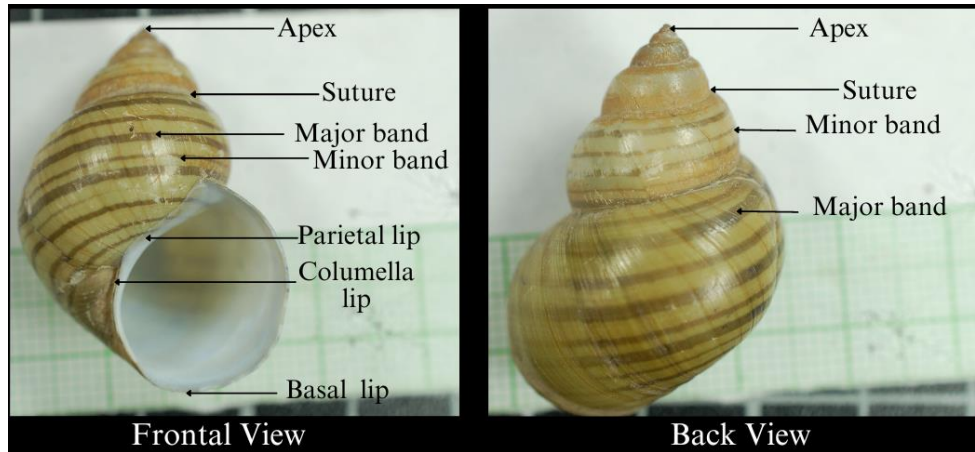 Apex
Suture
Major band
Minor band
Parietal lip
Columella
lip
Basal lip
Frontal View
Apex
Suture
Minor band
Major band
Back View